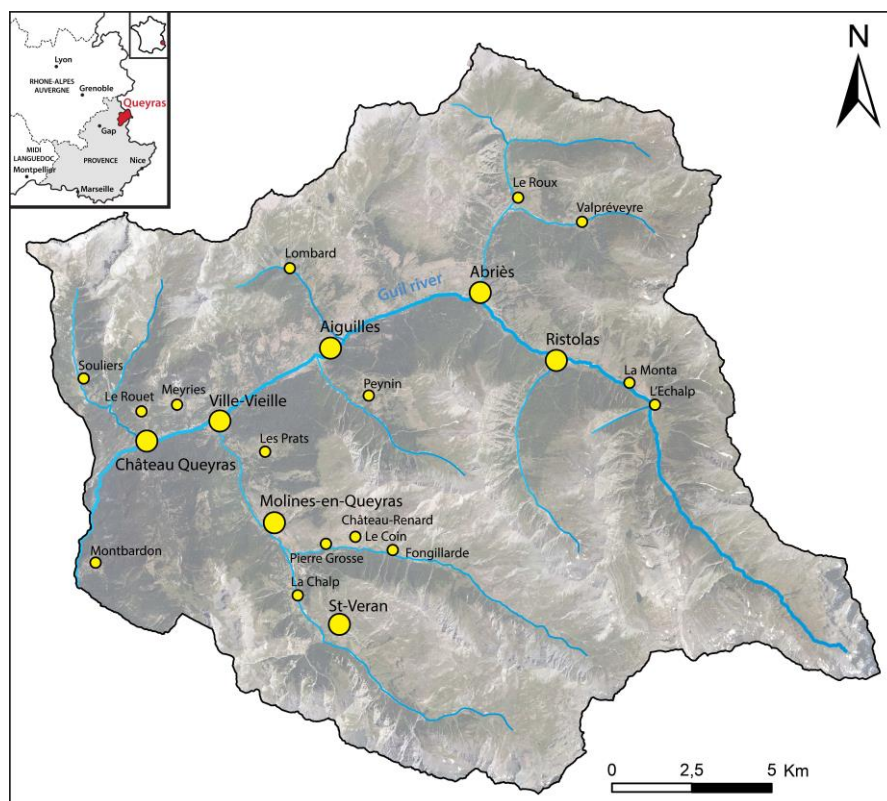 Lyon
RHONE-ALPES
AUVERGNE
Grenoble
Queyras
Gap
MIDI
LANGUEDOC
PROVENCE
Nice
Montpellier
Marseille
N
Le Roux
Valpréveyre
Lombard
Abriès
Guil river
Aiguilles
Ristolas
Souliers
La Monta
Peynin
L'Echalp
Le Rouet
Meyries
Ville-Vieille
Les Prats
Château Queyras
Molines-en-Queyras
Château-Renard
Le Coin
Montbardon
Pierre Grosse
Fongillarde
La Chalp
St-Veran
0 2,5 5 Km